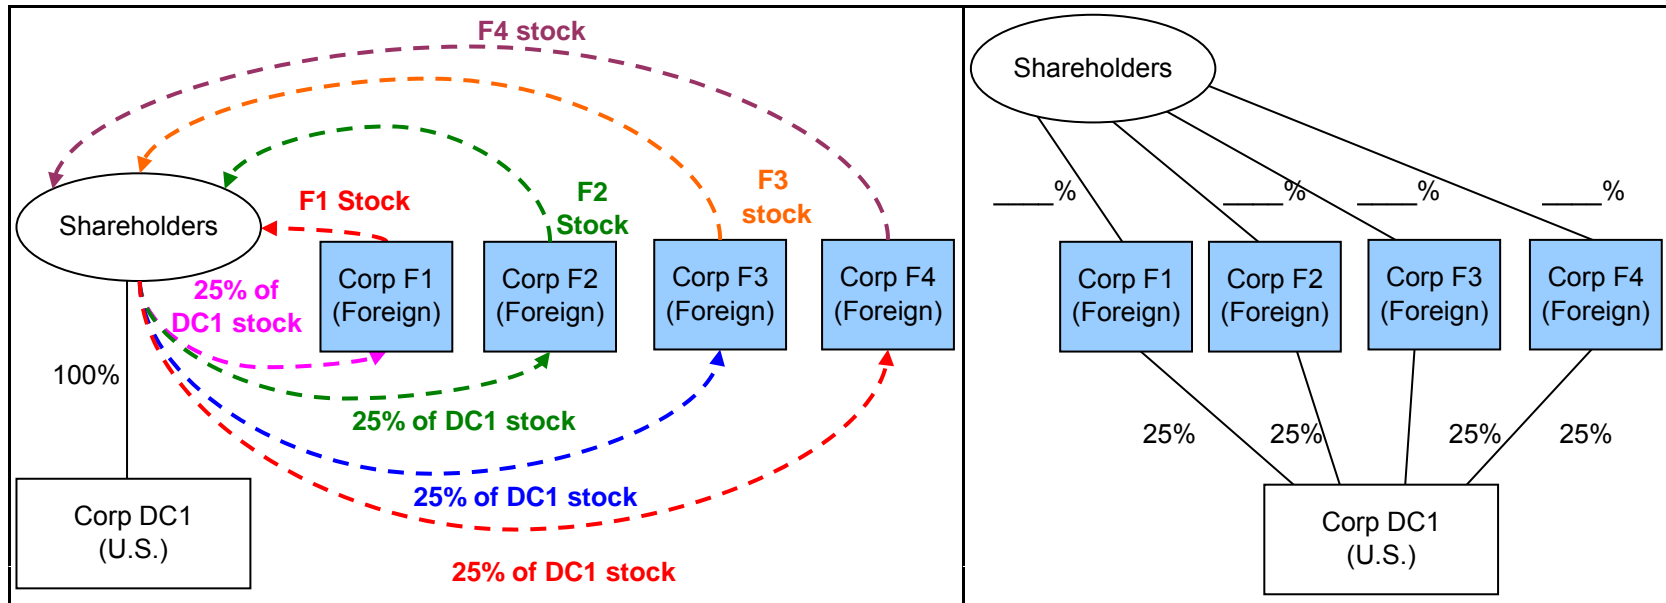 F4 stock
F1 Stock
F2
Stock
F3
stock
Shareholders
Corp F1
(Foreign)
Corp F2
(Foreign)
Corp F3
(Foreign)
Corp F4
(Foreign)
25% of
DC1 stock
100%
25% of DC1 stock
25% of DC1 stock
25% of DC1 stock
Corp DC1
(U.S.)
Shareholders
____%
____%
____%
____%
Corp F1
(Foreign)
Corp F2
(Foreign)
Corp F3
(Foreign)
Corp F4
(Foreign)
25%
25%
25%
25%
Corp DC1
(U.S.)